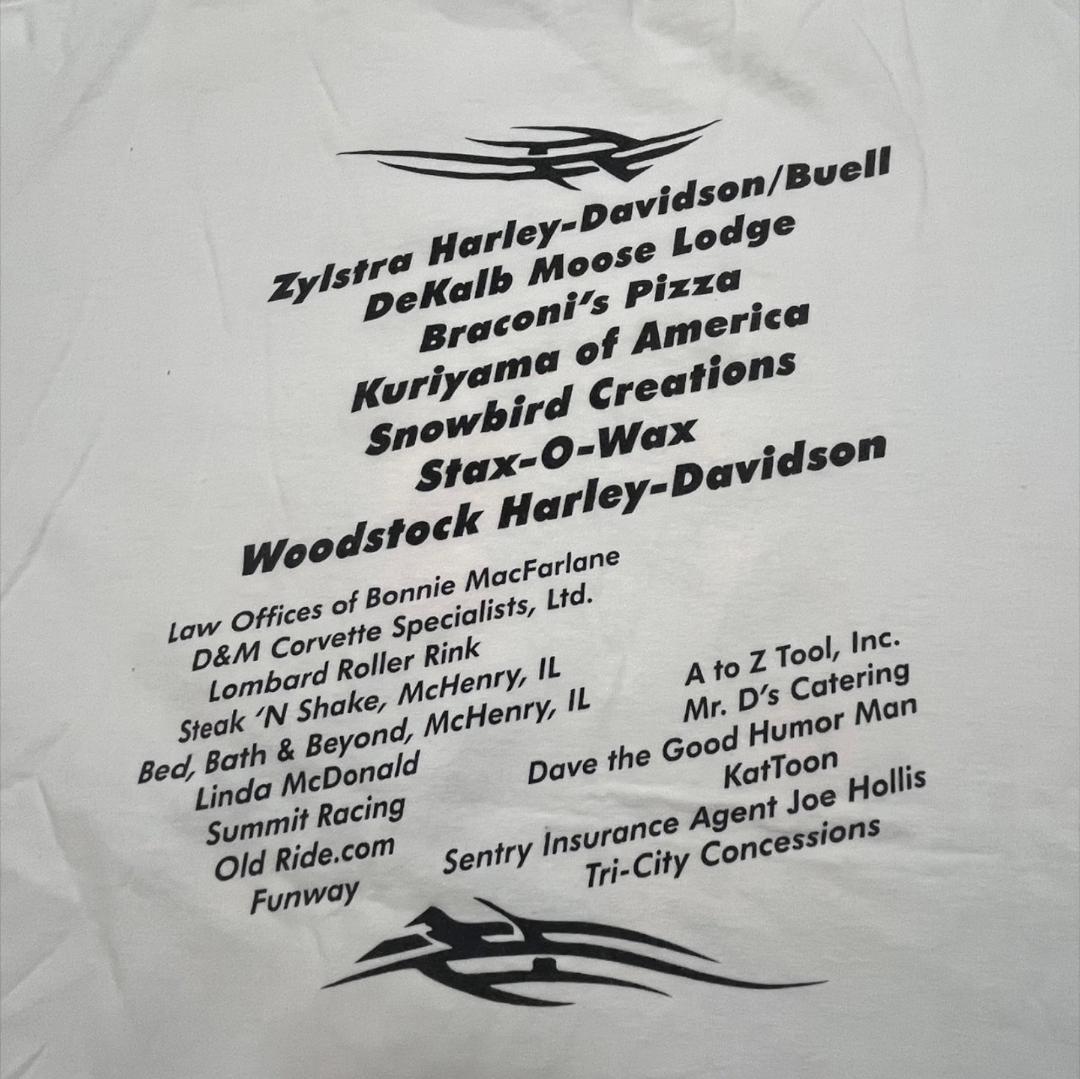 Zylstra Harley-Davidson/Buell
DeKalb Moose Lodge
Braconi's Pizza
Kuriyama of America
Snowbird Creations
Stax-O-Wax
Woodstock Harley-Davidson
Law Offices of Bonnie MacFarlane
D&M Corvette Specialists, Ltd.
Lombard Roller Rink
Steak 'N Shake, McHenry, IL
Bed, Bath & Beyond, McHenry, IL
Linda McDonald
Summit Racing
Old Ride.com
Funway
A to Z Tool, Inc.
Mr. D's Catering
Dave the Good Humor Man
KatToon
Sentry Insurance Agent Joe Hollis
Tri-City Concessions